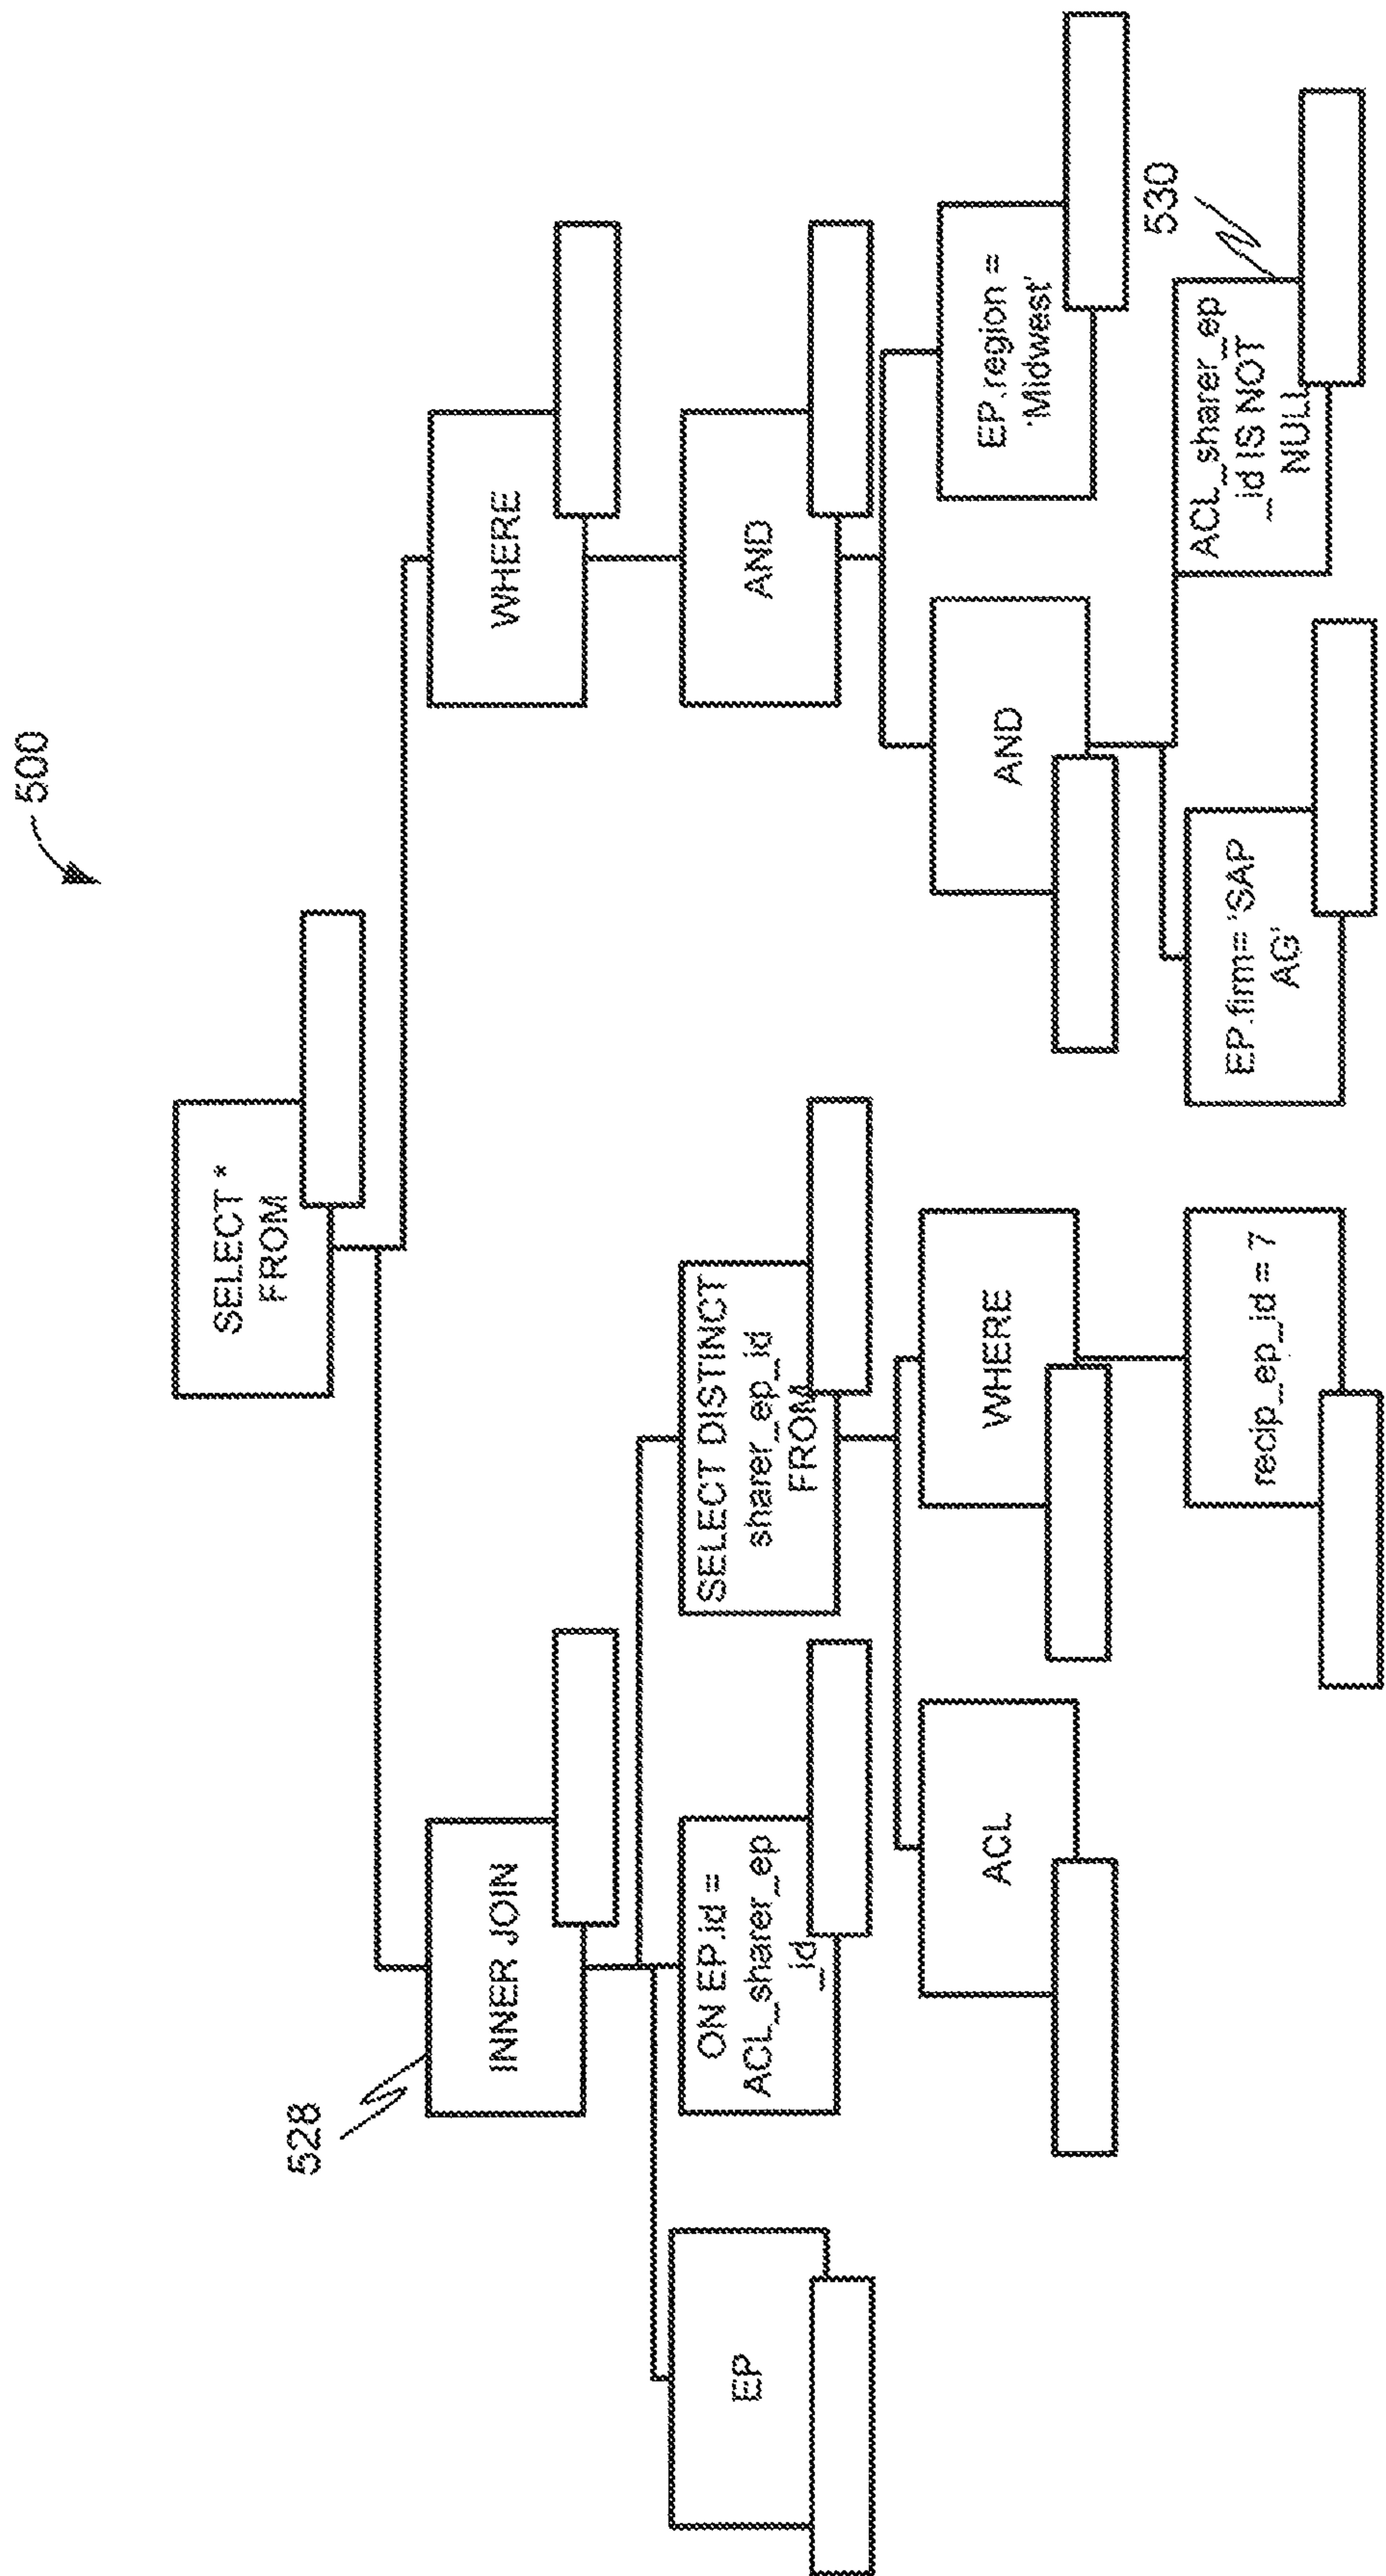 500
SELECT *
FROM
528
INNER JOIN
WHERE
EP
ON EP.id =
ACL_sharer_ep
_id
SELECT DISTINCT
sharer_ep_id
FROM
AND
ACL
WHERE
AND
EP.region =
'Midwest'
recip_ep_id = 7
EP.firm= 'SAP
AG'
ACL_sharer_ep
_id IS NOT
NULL
530